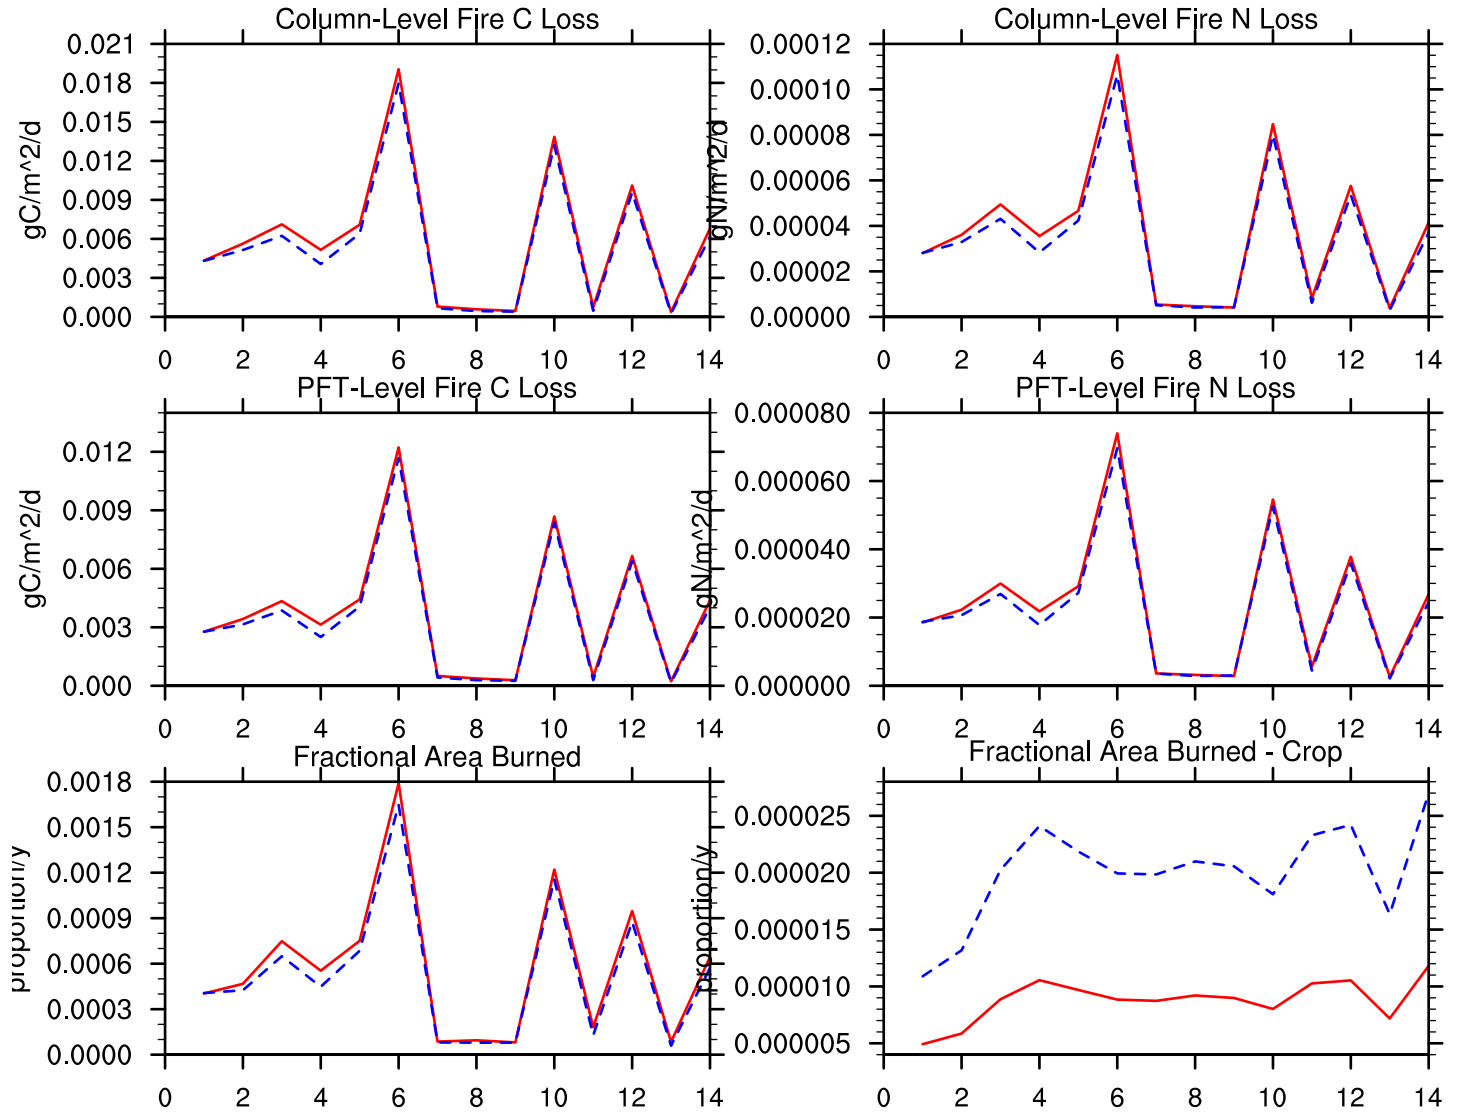 Column-Level Fire C Loss
gC/m^2/d
0.021
0.018
0.015
0.012
0.009
0.006
0.003
0.000
0 2 4 6 8 10 12 14
Column-Level Fire N Loss
gN/m^2/d
0.00012
0.00010
0.00008
0.00006
0.00004
0.00002
0.00000
0 2 4 6 8 10 12 14
PFT-Level Fire C Loss
gC/m^2/d
0.012
0.009
0.006
0.003
0.000
0 2 4 6 8 10 12 14
PFT-Level Fire N Loss
gN/m^2/d
0.000080
0.000060
0.000040
0.000020
0.000000
0 2 4 6 8 10 12 14
Fractional Area Burned
proportion/y
0.0018
0.0015
0.0012
0.0009
0.0006
0.0003
0.0000
0 2 4 6 8 10 12 14
Fractional Area Burned - Crop
proportion/y
0.000025
0.000020
0.000015
0.000010
0.000005
0 2 4 6 8 10 12 14